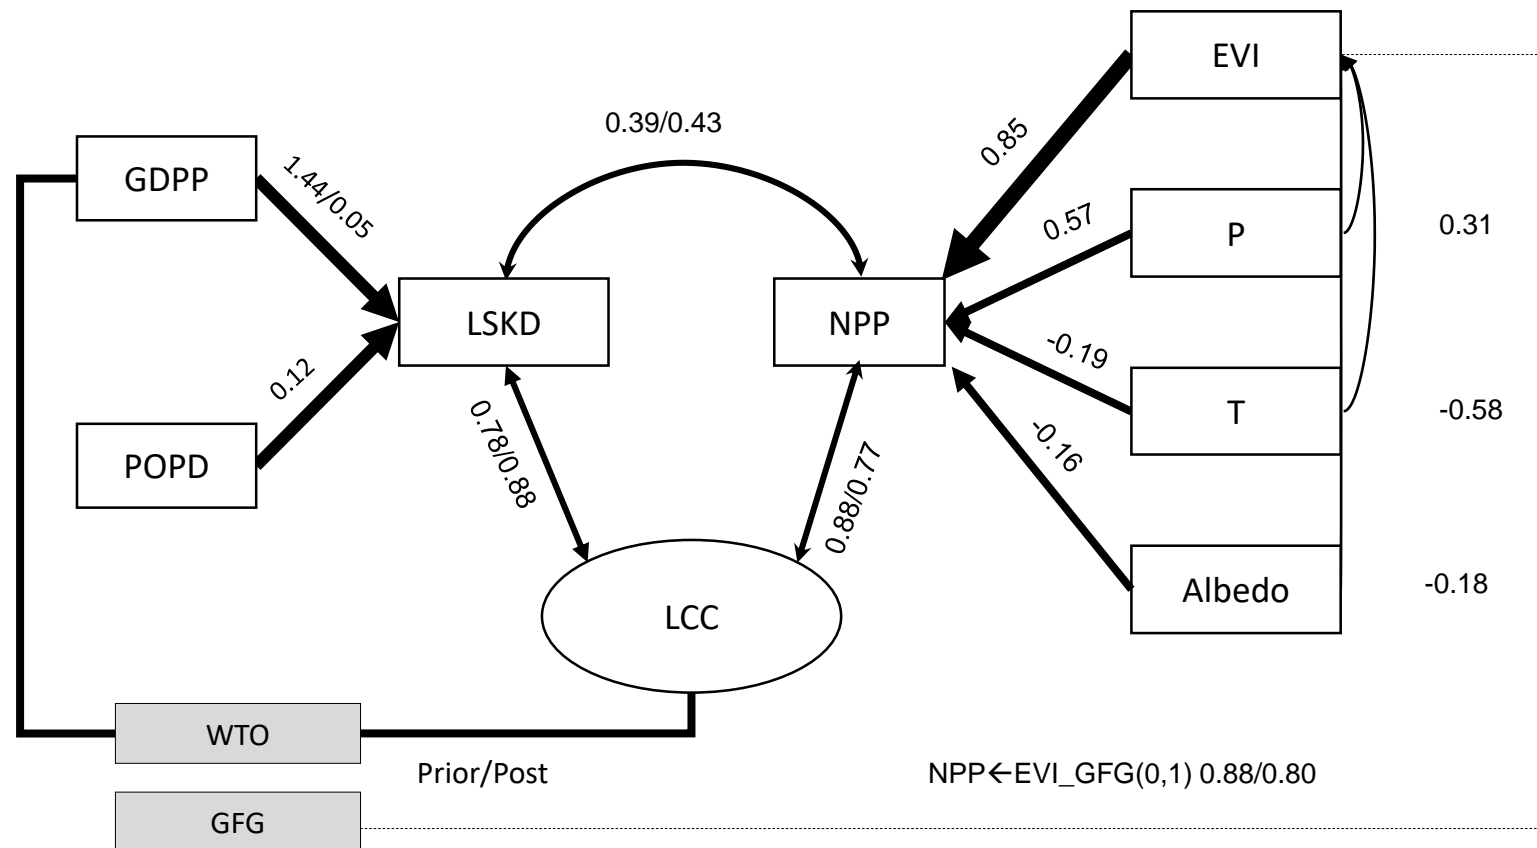 EVI
0.39/0.43
0.85
GDPP
1.44/0.05
0.57
P
0.31
LSKD
NPP
-0.19
0.12
T
-0.58
POPD
0.78/0.88
0.88/0.77
-0.16
Albedo
-0.18
LCC
WTO
Prior/Post
NPP←EVI_GFG(0,1) 0.88/0.80
GFG